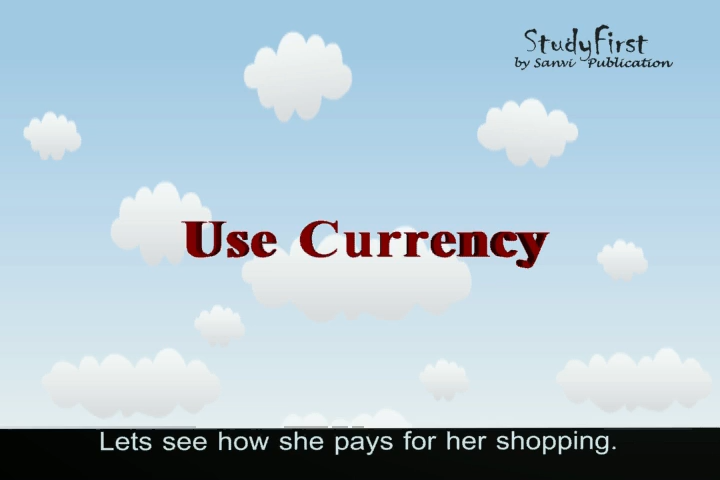 StudyFirst
by Sanvi Publication
Use Currency
Lets see how she pays for her shopping.